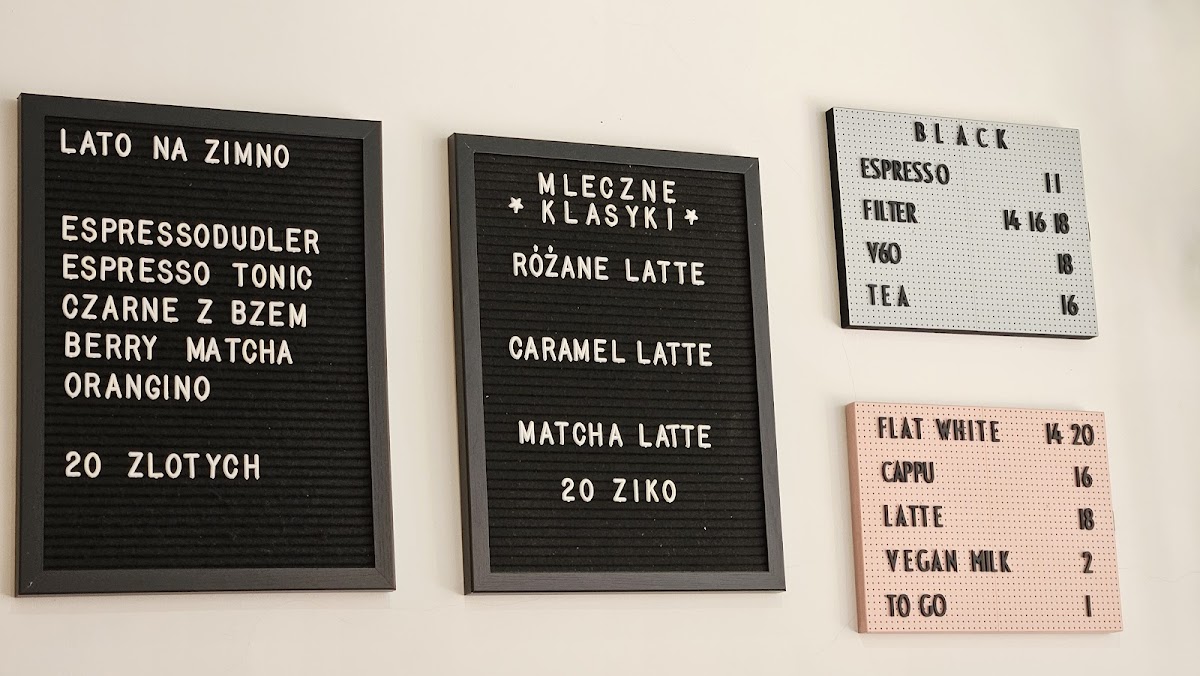 LATO NA ZIMNO
ESPRESSODUDLER
ESPRESSO TONIC
CZARNE Z BZEM
BERRY MATCHA
ORANGINO
20 ZLOTYCH
MLECZNE
* KLASYKI *
RÓŻANE LATTE
CARAMEL LATTE
MATCHA LATTE
20 ZIKO
BLACK
ESPRESSO 11
FILTER 14 16 18
V60 18
TEA 16
FLAT WHITE 14 20
CAPPU 16
LATTE 18
VEGAN MILK 2
TO GO 1